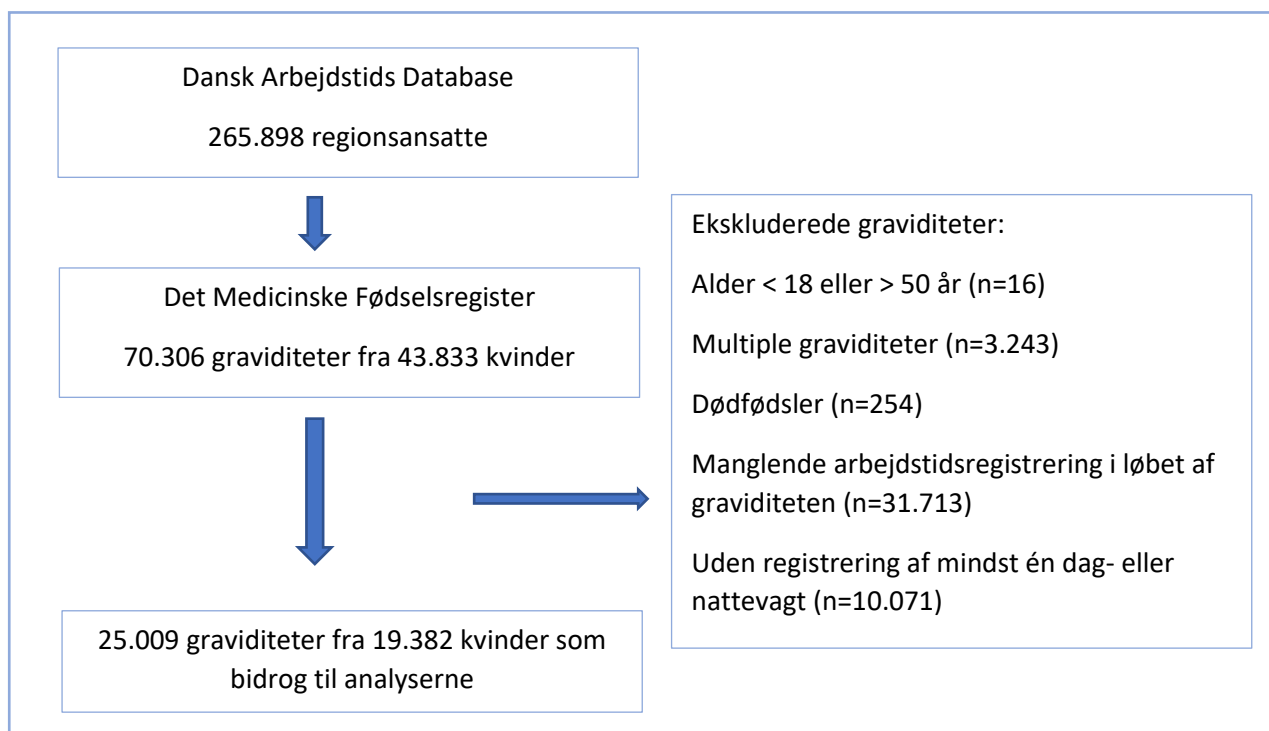 Dansk Arbejdstids Database
265.898 regionsansatte
Det Medicinske Fødselsregister
70.306 graviditeter fra 43.833 kvinder
Ekskluderede graviditeter:
Alder < 18 eller > 50 år (n=16)
Multiple graviditeter (n=3.243)
Dødfødsler (n=254)
Manglende arbejdstidsregistrering i løbet af
graviditeten (n=31.713)
Uden registrering af mindst én dag- eller
nattevagt (n=10.071)
25.009 graviditeter fra 19.382 kvinder som
bidrog til analyserne